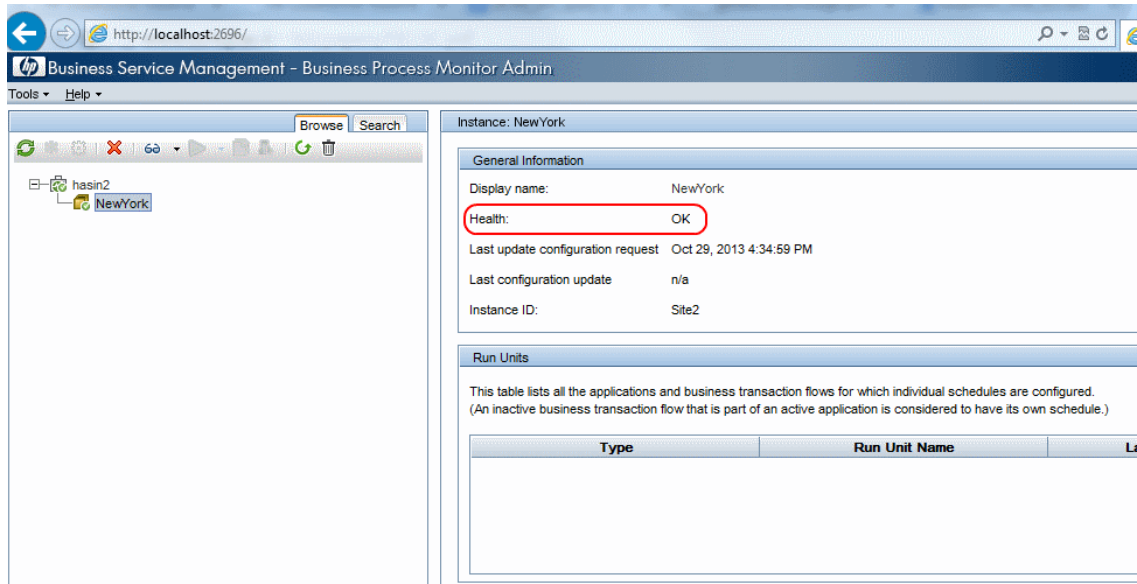 http://localhost:2696/
hp Business Service Management - Business Process Monitor Admin
Tools Help
Browse Search
hasin2
NewYork
Instance: NewYork
General Information
Display name: NewYork
Health: OK
Last update configuration request Oct 29, 2013 4:34:59 PM
Last configuration update n/a
Instance ID: Site2
Run Units
This table lists all the applications and business transaction flows for which individual schedules are configured.
(An inactive business transaction flow that is part of an active application is considered to have its own schedule.)
Type Run Unit Name